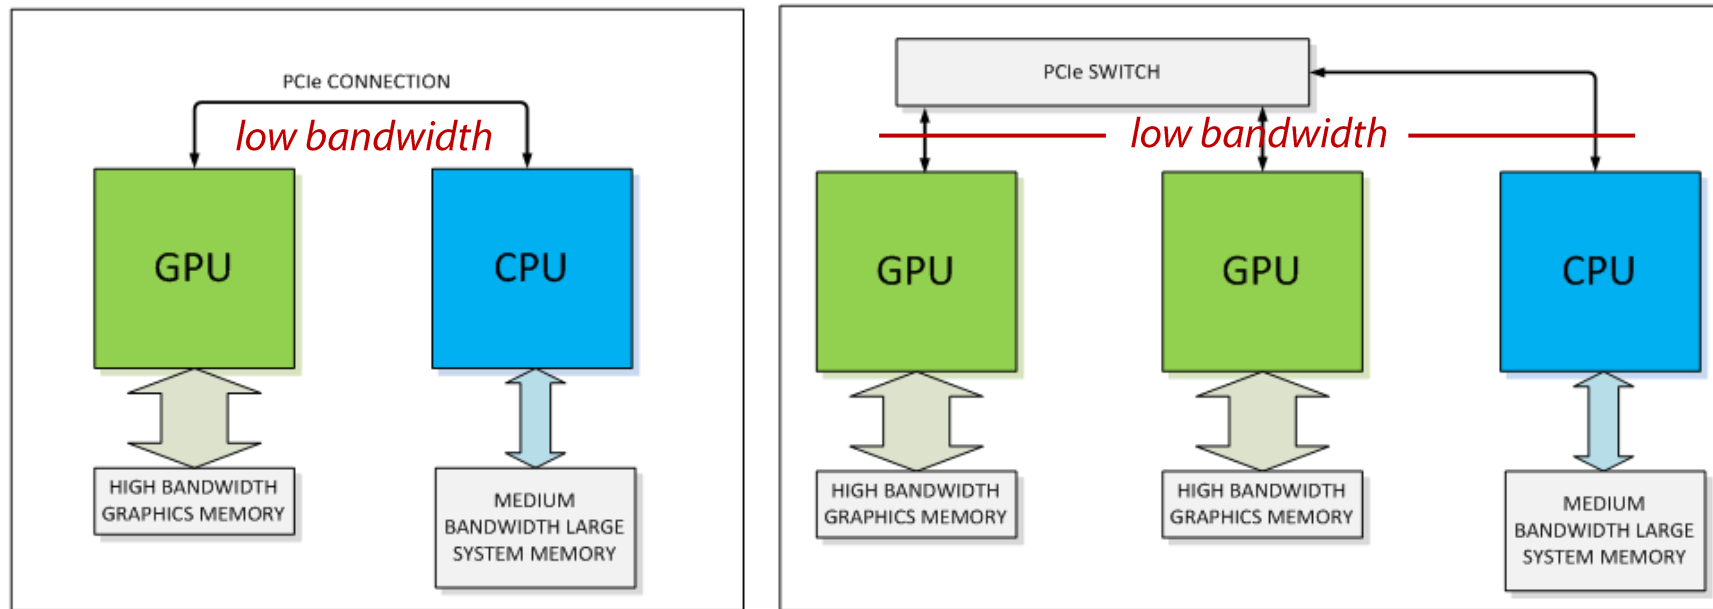 PCIe CONNECTION
low bandwidth
GPU
CPU
HIGH BANDWIDTH
GRAPHICS MEMORY
MEDIUM
BANDWIDTH LARGE
SYSTEM MEMORY
PCIe SWITCH
low bandwidth
GPU
GPU
CPU
HIGH BANDWIDTH
GRAPHICS MEMORY
HIGH BANDWIDTH
GRAPHICS MEMORY
MEDIUM
BANDWIDTH LARGE
SYSTEM MEMORY